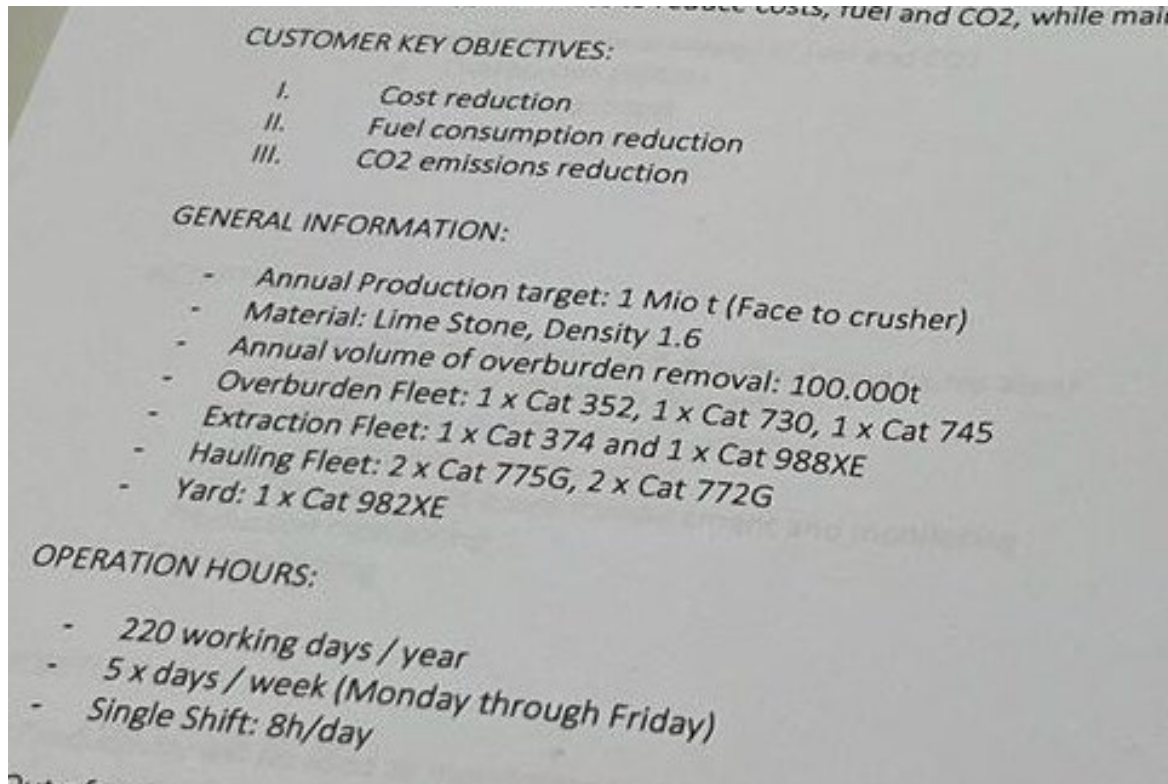 costs, fuel and CO2, while
CUSTOMER KEY OBJECTIVES:
I. Cost reduction
II. Fuel consumption reduction
III. CO2 emissions reduction
GENERAL INFORMATION:
- Annual Production target: 1 Mio t (Face to crusher)
- Material: Lime Stone, Density 1.6
- Annual volume of overburden removal: 100.000t
- Overburden Fleet: 1 x Cat 352, 1 x Cat 730, 1 x Cat 745
- Extraction Fleet: 1 x Cat 374 and 1 x Cat 988XE
- Hauling Fleet: 2 x Cat 775G, 2 x Cat 772G
- Yard: 1 x Cat 982XE
OPERATION HOURS:
- 220 working days / year
- 5 x days / week (Monday through Friday)
- Single Shift: 8h/day